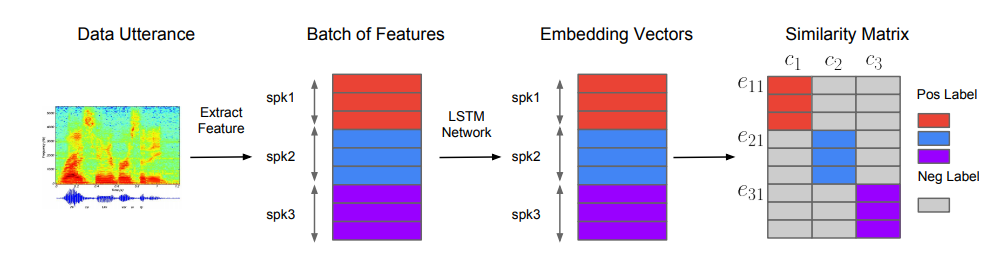 Data Utterance
Batch of Features
Embedding Vectors
Similarity Matrix
c1 c2 c3
Extract
Feature
spk1
spk2
spk3
LSTM
Network
spk1
spk2
spk3
e11
e21
e31
Pos Label
Neg Label